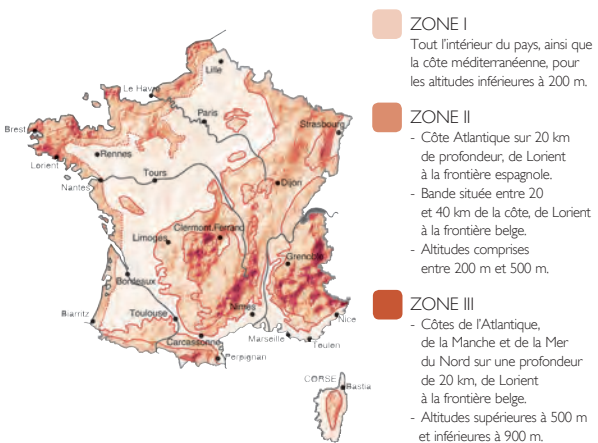 Lille
Le Havre
Paris
Strasbourg
Brest
Rennes
Lorient
Tours
Nantes
Dijon
Clermont-Ferrand
Limoges
Grenoble
Bordeaux
Biarritz
Toulouse
Nimes
Nice
Carcassonne
Marseille
Toulon
Perpignan
CORSE
Bastia
ZONE I
Tout l'intérieur du pays, ainsi que
la côte méditerranéenne, pour
les altitudes inférieures à 200 m.
ZONE II
- Côte Atlantique sur 20 km
de profondeur, de Lorient
à la frontière espagnole.
- Bande située entre 20
et 40 km de la côte, de Lorient
à la frontière belge.
- Altitudes comprises
entre 200 m et 500 m.
ZONE III
- Côtes de l'Atlantique,
de la Manche et de la Mer
du Nord sur une profondeur
de 20 km, de Lorient
à la frontière belge.
- Altitudes supérieures à 500 m
et inférieures à 900 m.